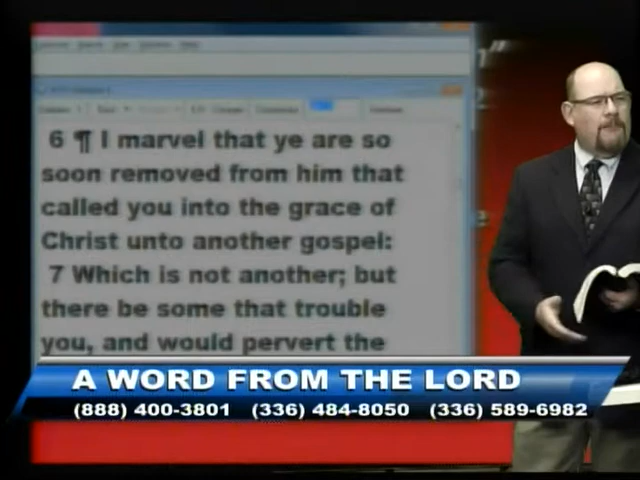 6 ¶ I marvel that ye are so
soon removed from him that
called you into the grace of
Christ unto another gospel:
7 Which is not another; but
there be some that trouble
you, and would pervert the
A WORD FROM THE LORD
(888) 400-3801 (336) 484-8050 (336) 589-6982